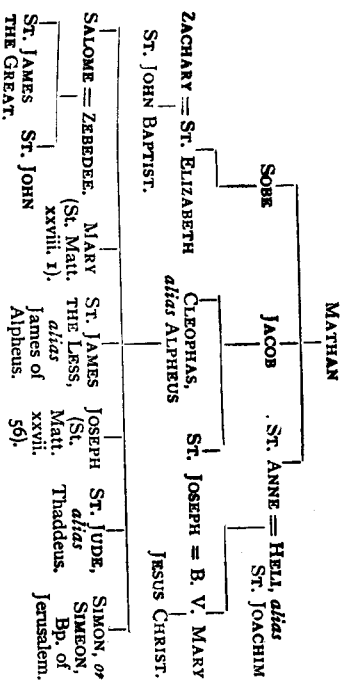 MATHAN
SOBE
JACOB
. ST. ANNE = HELI, alias
ST. JOACHIM
ZACHARY = ST. ELIZABETH
CLEOPHAS,
alias ALPHEUS
ST. JOSEPH = B. V. MARY
ST. JOHN BAPTIST.
JESUS CHRIST.
SALOME = ZEBEDEE.
MARY
(St. Matt.
xxviii. 1).
ST. JAMES
THE LESS,
alias
James of
Alpheus.
JOSEPH
(St.
Matt.
xxvii.
56).
ST. JUDE,
alias
Thaddeus.
SIMON, or
SIMEON,
Bp. of
Jerusalem.
ST. JAMES
THE GREAT.
ST. JOHN